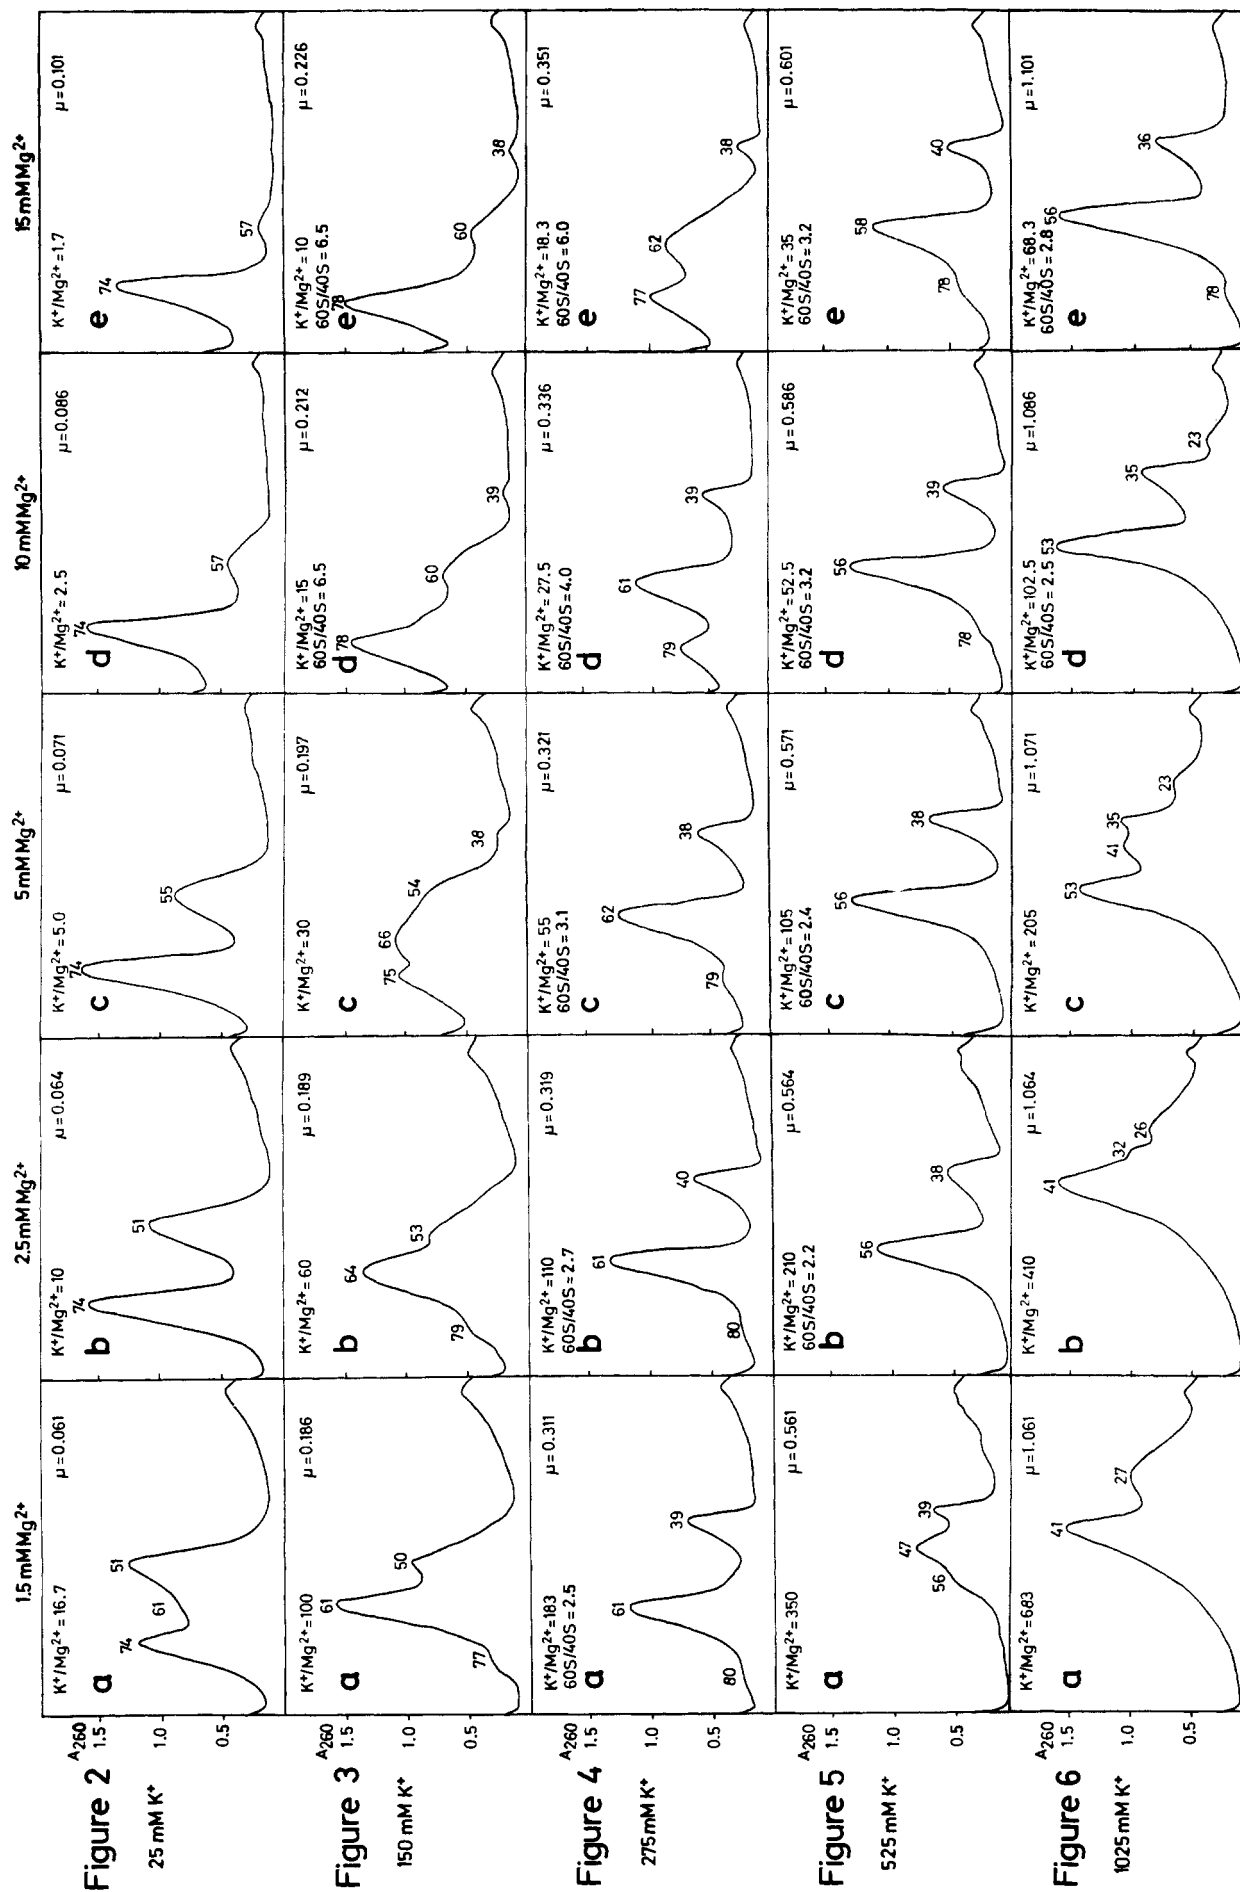 1.5 mM Mg²⁺
2.5 mM Mg²⁺
5 mM Mg²⁺
10 mM Mg²⁺
15 mM Mg²⁺
Figure 2
25 mM K⁺
A260
1.5
1.0
0.5
K⁺/Mg²⁺ = 16.7
μ = 0.061
a
74
61
51
K⁺/Mg²⁺ = 10
μ = 0.064
b
74
51
K⁺/Mg²⁺ = 5.0
μ = 0.071
c
74
55
K⁺/Mg²⁺ = 2.5
μ = 0.086
d
74
57
K⁺/Mg²⁺ = 1.7
μ = 0.101
e
74
57
Figure 3
150 mM K⁺
A260
1.5
1.0
0.5
K⁺/Mg²⁺ = 100
μ = 0.186
a
77
61
50
K⁺/Mg²⁺ = 60
μ = 0.189
b
79
64
53
K⁺/Mg²⁺ = 30
μ = 0.197
c
75
66
54
38
K⁺/Mg²⁺ = 15
60S/40S = 6.5
μ = 0.212
d
78
60
39
K⁺/Mg²⁺ = 10
60S/40S = 6.5
μ = 0.226
e
78
60
38
Figure 4
275 mM K⁺
A260
1.5
1.0
0.5
K⁺/Mg²⁺ = 183
60S/40S = 2.5
μ = 0.311
a
80
61
39
K⁺/Mg²⁺ = 110
60S/40S = 2.7
μ = 0.319
b
80
61
40
K⁺/Mg²⁺ = 55
60S/40S = 3.1
μ = 0.321
c
79
62
38
K⁺/Mg²⁺ = 27.5
60S/40S = 4.0
μ = 0.336
d
79
61
39
K⁺/Mg²⁺ = 18.3
60S/40S = 6.0
μ = 0.351
e
77
62
38
Figure 5
525 mM K⁺
A260
1.5
1.0
0.5
K⁺/Mg²⁺ = 350
μ = 0.561
a
56
47
39
K⁺/Mg²⁺ = 210
60S/40S = 2.2
μ = 0.564
b
56
38
K⁺/Mg²⁺ = 105
60S/40S = 2.4
μ = 0.571
c
56
38
K⁺/Mg²⁺ = 52.5
60S/40S = 3.2
μ = 0.586
d
78
56
39
K⁺/Mg²⁺ = 35
60S/40S = 3.2
μ = 0.601
e
78
58
40
Figure 6
1025 mM K⁺
A260
1.5
1.0
0.5
K⁺/Mg²⁺ = 683
μ = 1.061
a
41
27
K⁺/Mg²⁺ = 410
μ = 1.064
b
41
32
26
K⁺/Mg²⁺ = 205
μ = 1.071
c
53
41
35
23
K⁺/Mg²⁺ = 102.5
60S/40S = 2.5
μ = 1.086
d
53
35
23
K⁺/Mg²⁺ = 68.3
60S/40S = 2.8
μ = 1.101
e
78
56
36